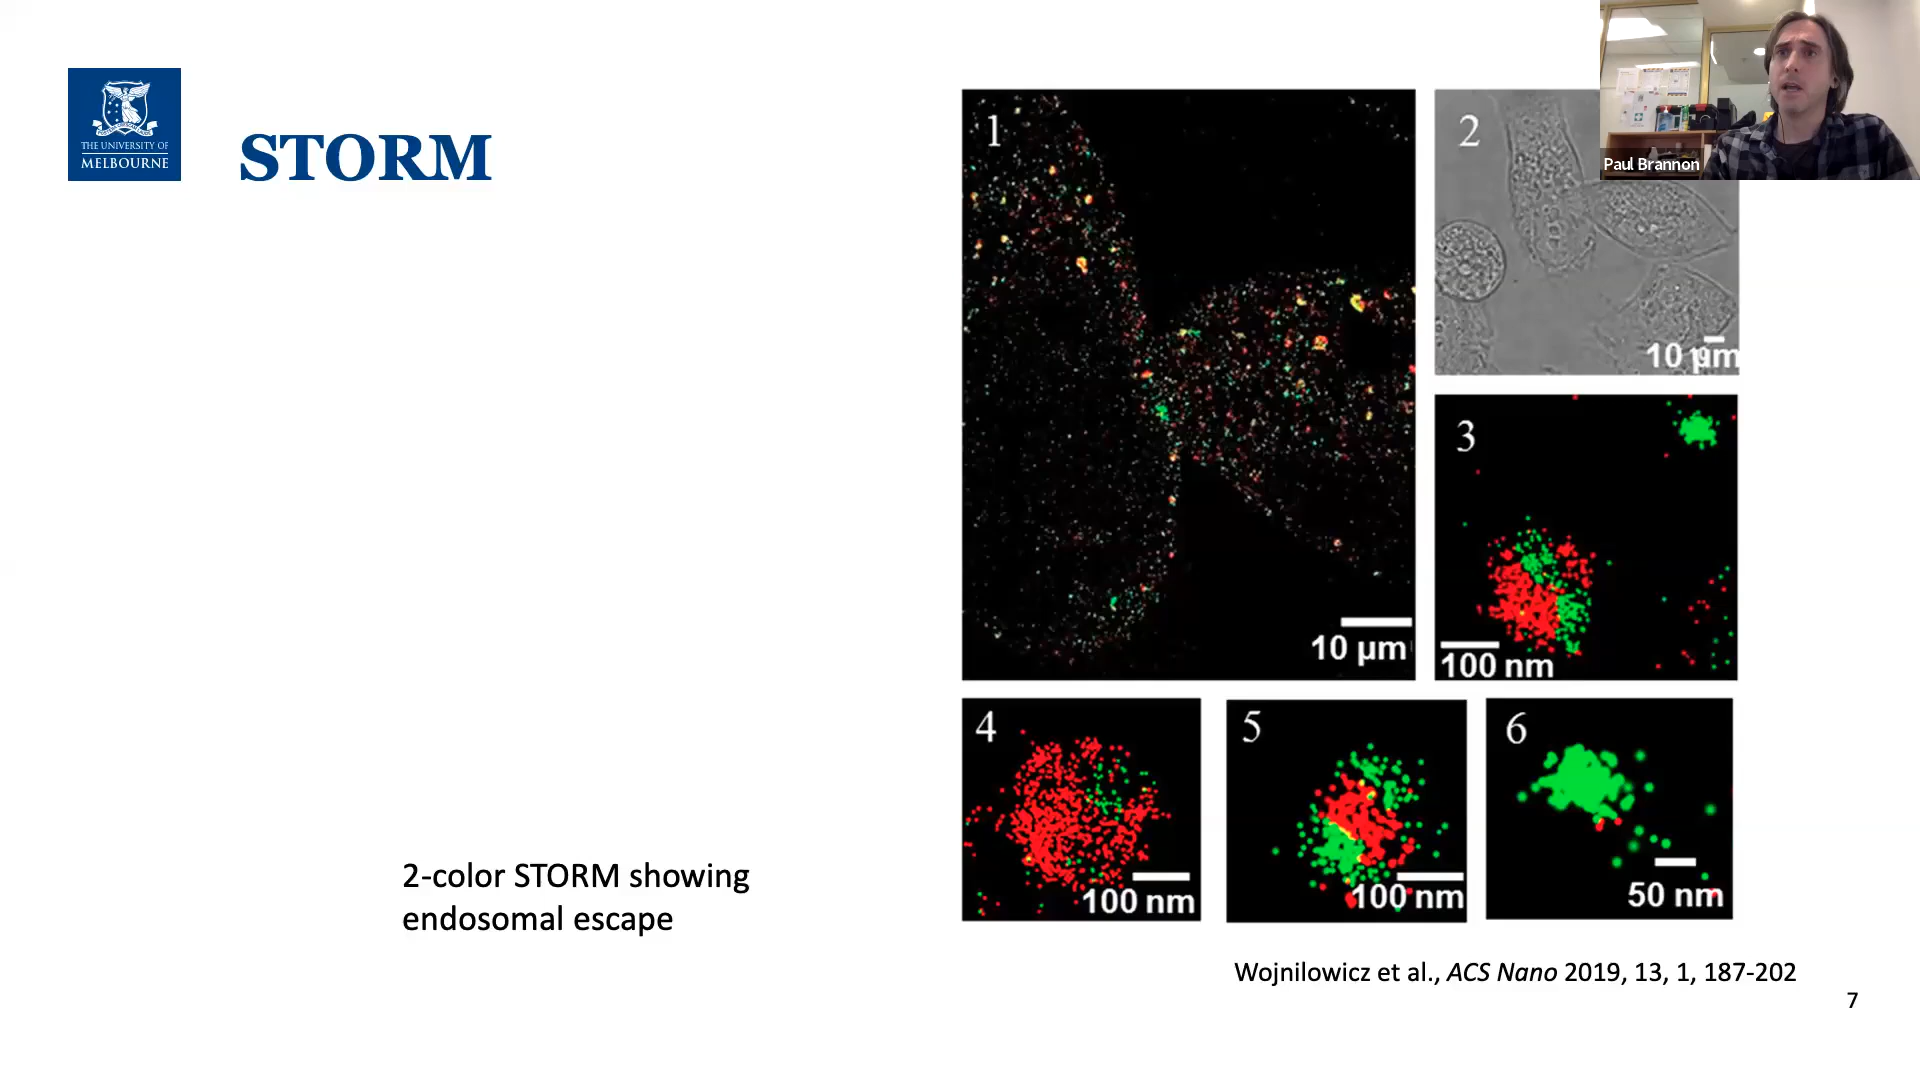 THE UNIVERSITY OF
MELBOURNE
STORM
1
10 µm
2
10 µm
3
100 nm
4
100 nm
5
100 nm
6
50 nm
Paul Brannon
2-color STORM showing
endosomal escape
Wojnilowicz et al., ACS Nano 2019, 13, 1, 187-202
7